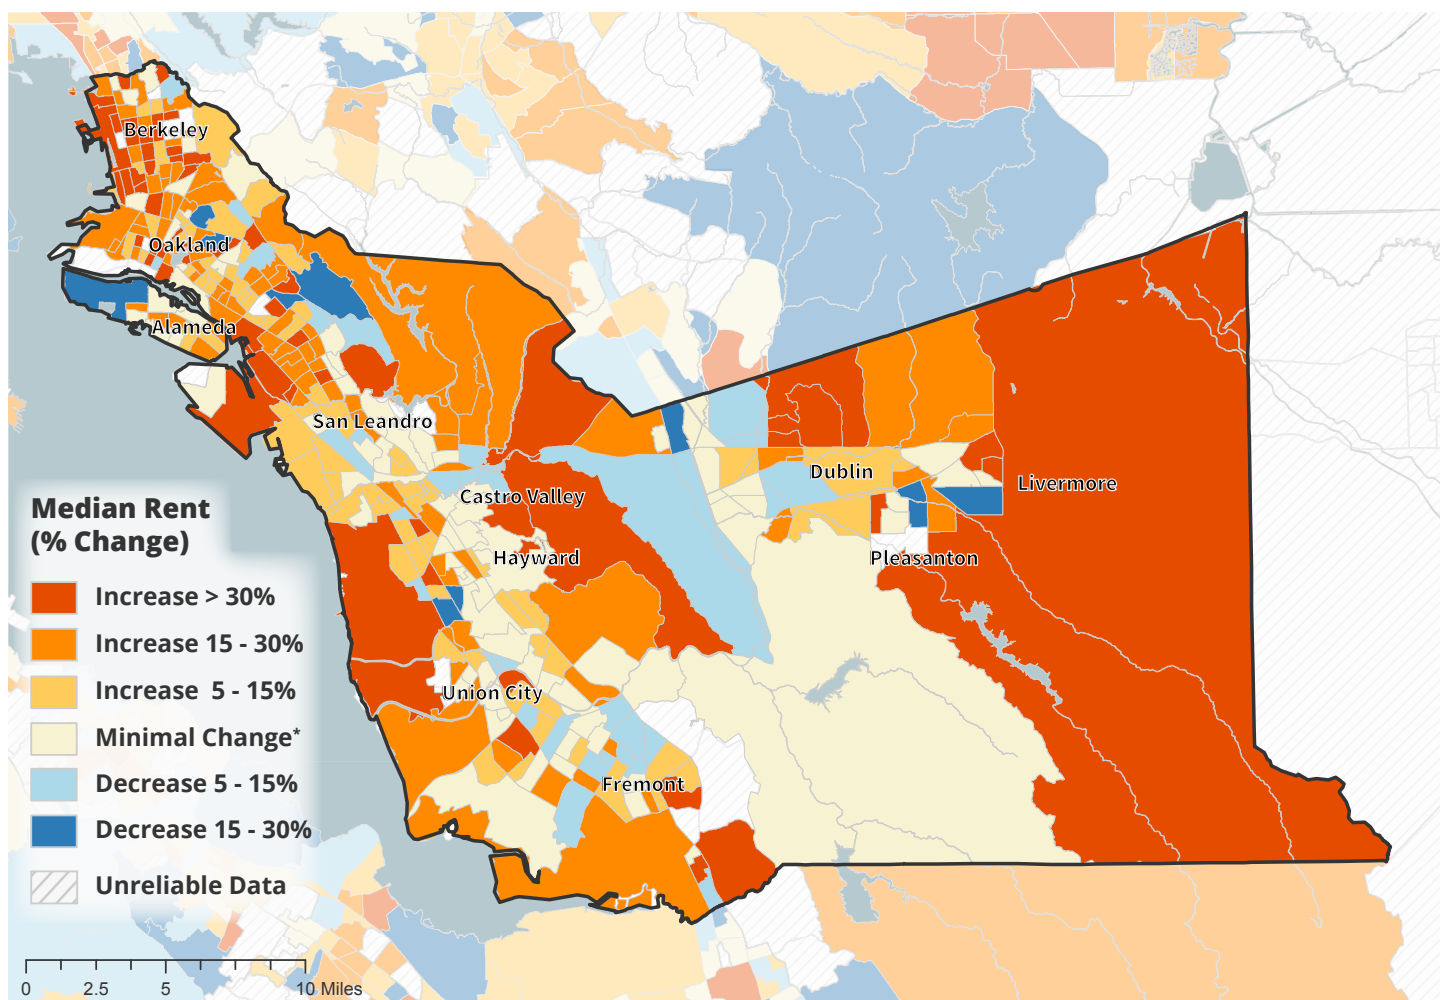 Berkeley
Oakland
Alameda
San Leandro
Castro Valley
Hayward
Dublin
Livermore
Pleasanton
Union City
Fremont
Median Rent
(% Change)
Increase > 30%
Increase 15 - 30%
Increase  5 - 15%
Minimal Change*
Decrease 5 - 15%
Decrease 15 - 30%
Unreliable Data
0 2.5 5 10 Miles